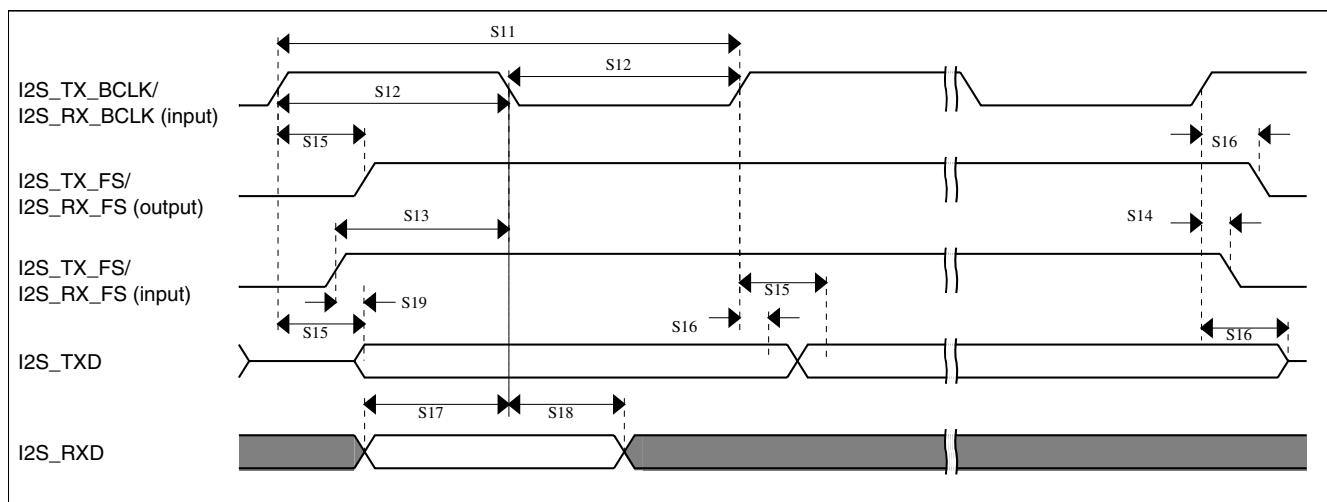 S11
S12
I2S_TX_BCLK/
I2S_RX_BCLK (input)
S12
S15
S16
I2S_TX_FS/
I2S_RX_FS (output)
S13
S14
I2S_TX_FS/
I2S_RX_FS (input)
S19
S15
S15
S16
S16
I2S_TXD
S17
S18
I2S_RXD